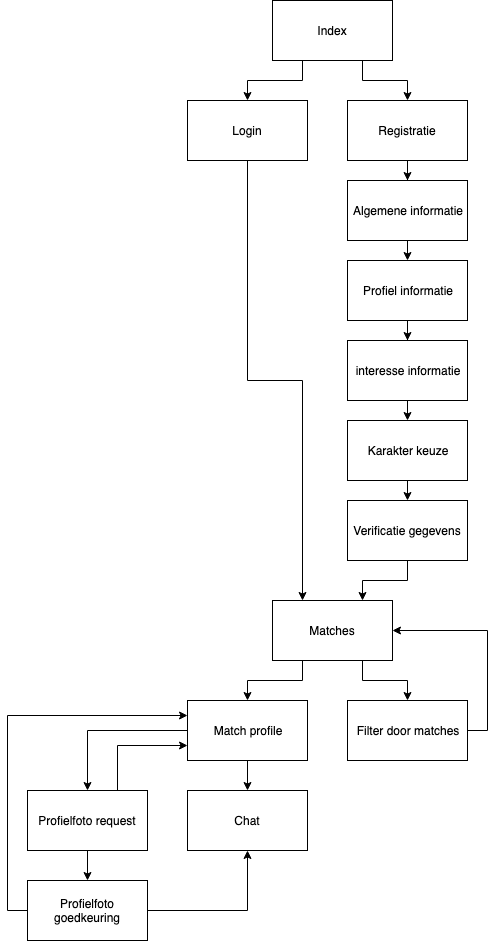 Index
Login
Registratie
Algemene informatie
Profiel informatie
interesse informatie
Karakter keuze
Verificatie gegevens
Matches
Match profile
Filter door matches
Profielfoto request
Chat
Profielfoto
goedkeuring